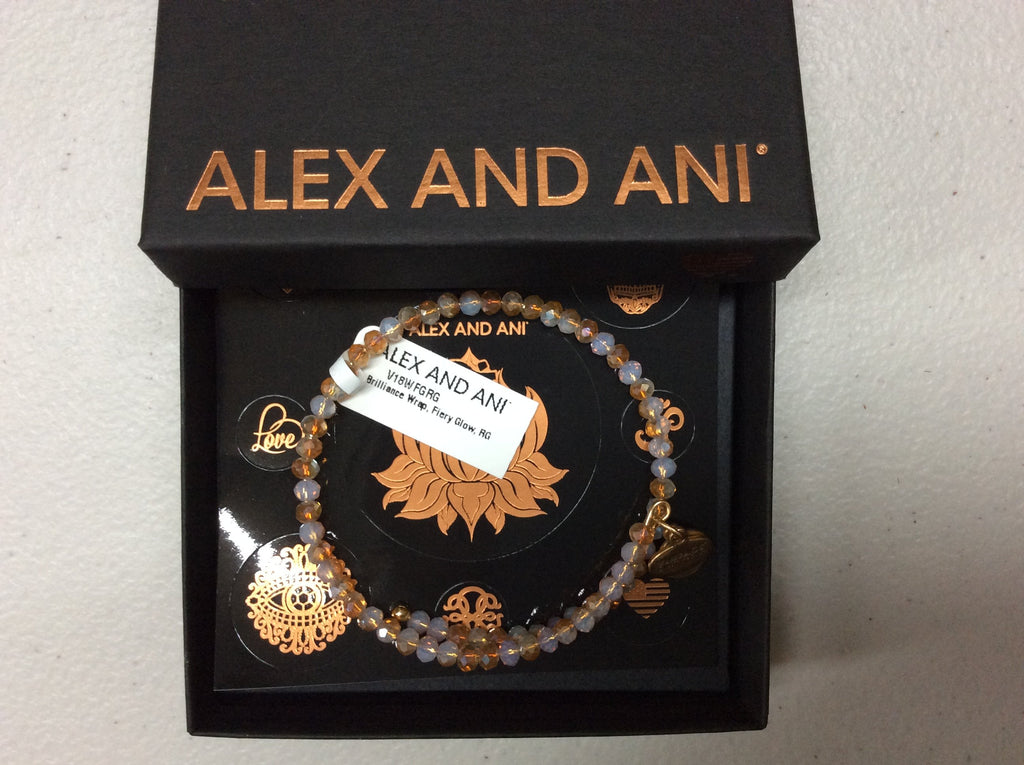 ALEX AND ANI®
ALEX AND ANI
ALEX AND ANI
V18WFGRG
Brilliance Wrap, Fiery Glow, RG
Love